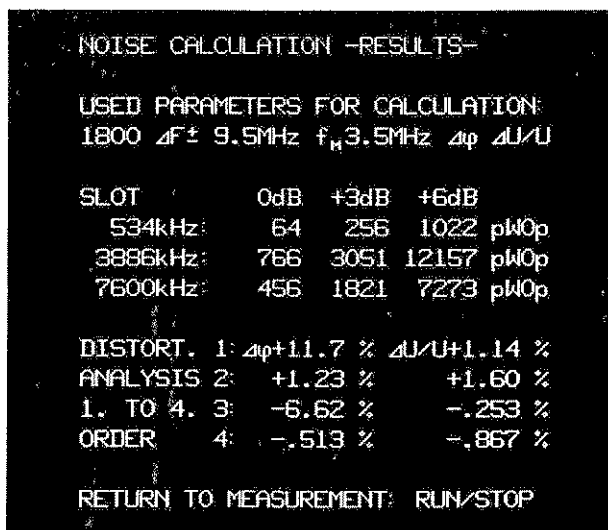 NOISE CALCULATION -RESULTS-
USED PARAMETERS FOR CALCULATION:
1800 ΔF± 9.5MHz fM3.5MHz Δφ ΔU/U
SLOT 0dB +3dB +6dB
534kHz: 64 256 1022 pW0p
3886kHz: 766 3051 12157 pW0p
7600kHz: 456 1821 7273 pW0p
DISTORT. 1: Δφ+11.7 % ΔU/U+1.14 %
ANALYSIS 2: +1.23 % +1.60 %
1. TO 4. 3: -6.62 % -.253 %
ORDER 4: -.513 % -.867 %
RETURN TO MEASUREMENT: RUN/STOP